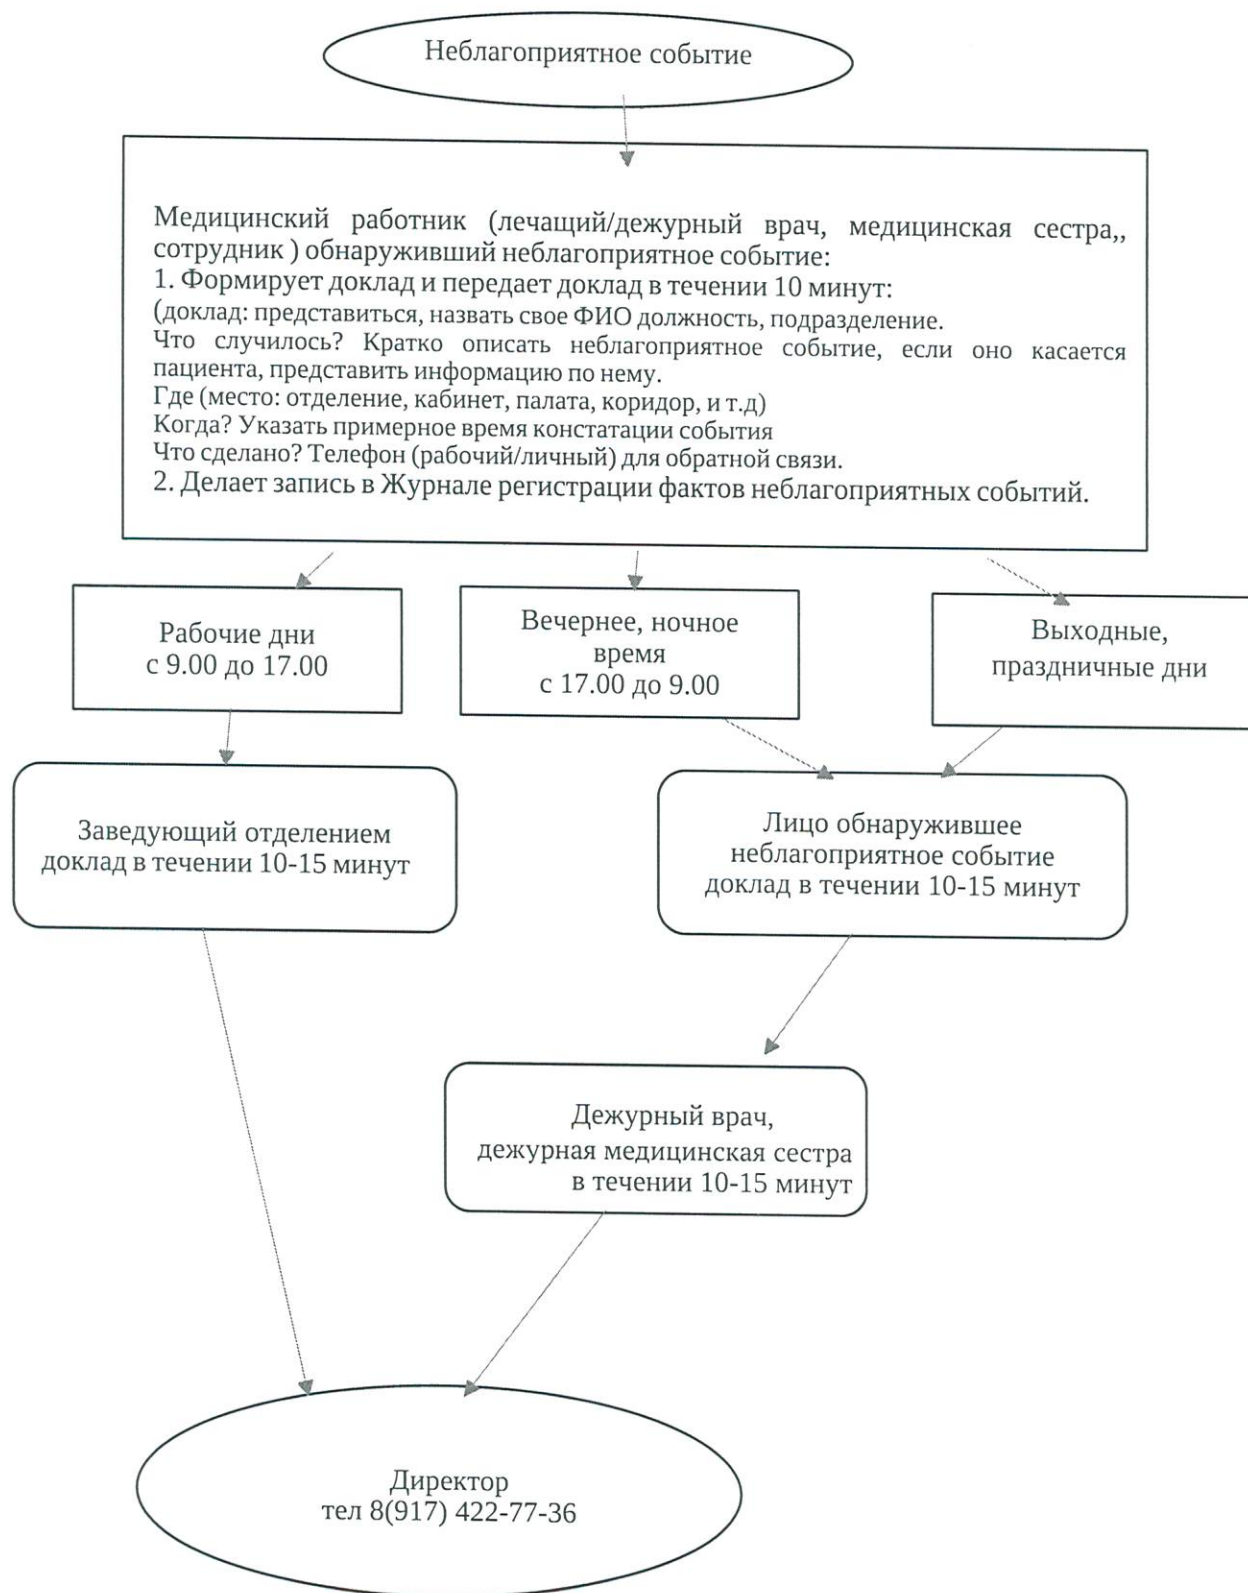 Неблагоприятное событие
Медицинский работник (лечащий/дежурный врач, медицинская сестра,,
сотрудник ) обнаруживший неблагоприятное событие:
1. Формирует доклад и передает доклад в течении 10 минут:
(доклад: представиться, назвать свое ФИО должность, подразделение.
Что случилось? Кратко описать неблагоприятное событие, если оно касается
пациента, представить информацию по нему.
Где (место: отделение, кабинет, палата, коридор, и т.д)
Когда? Указать примерное время констатации события
Что сделано? Телефон (рабочий/личный) для обратной связи.
2. Делает запись в Журнале регистрации фактов неблагоприятных событий.
Рабочие дни
с 9.00 до 17.00
Вечернее, ночное
время
с 17.00 до 9.00
Выходные,
праздничные дни
Заведующий отделением
доклад в течении 10-15 минут
Лицо обнаружившее
неблагоприятное событие
доклад в течении 10-15 минут
Дежурный врач,
дежурная медицинская сестра
в течении 10-15 минут
Директор
тел 8(917) 422-77-36